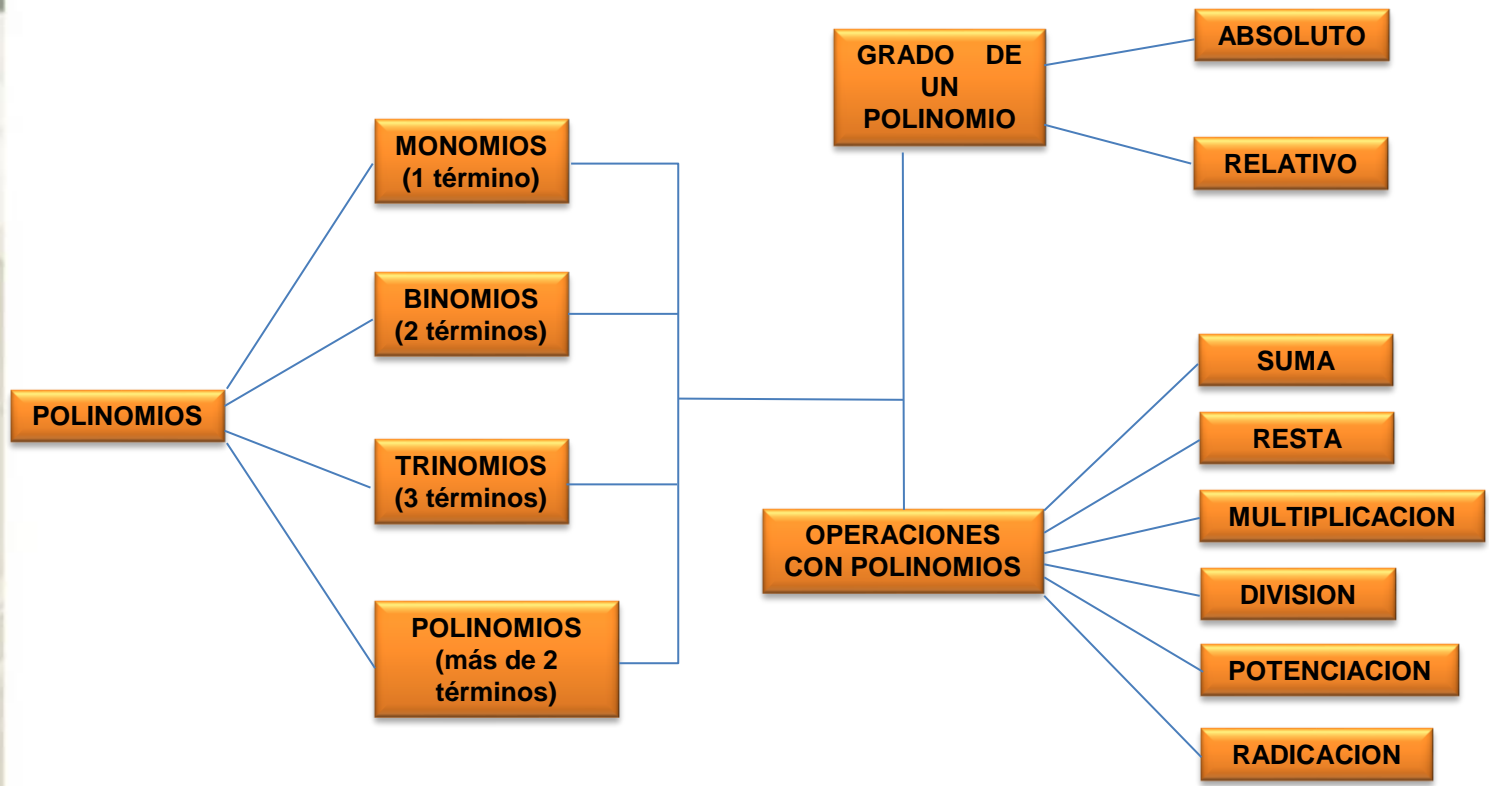 POLINOMIOS
MONOMIOS
(1 término)
BINOMIOS
(2 términos)
TRINOMIOS
(3 términos)
POLINOMIOS
(más de 2
términos)
GRADO DE
UN
POLINOMIO
ABSOLUTO
RELATIVO
OPERACIONES
CON POLINOMIOS
SUMA
RESTA
MULTIPLICACION
DIVISION
POTENCIACION
RADICACION